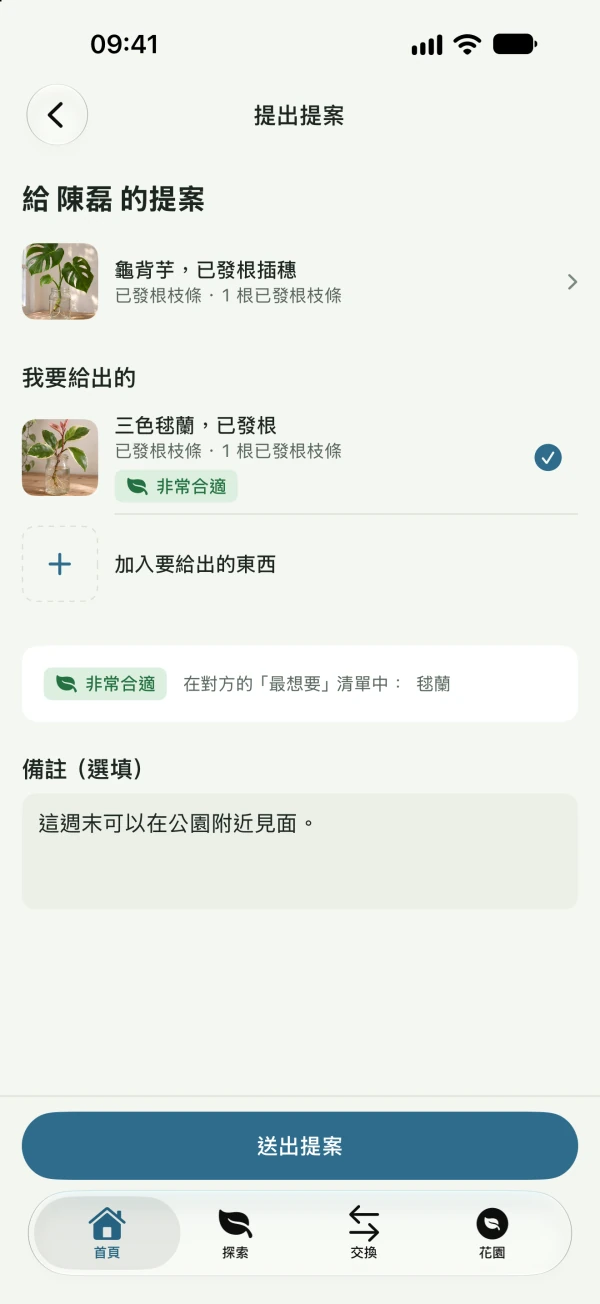 09:41
提出提案
給 陳磊 的提案
龜背芋，已發根插穗
已發根枝條 · 1 根已發根枝條
我要給出的
三色毬蘭，已發根
已發根枝條 · 1 根已發根枝條
非常合適
加入要給出的東西
非常合適 在對方的「最想要」清單中： 毬蘭
備註（選填）
這週末可以在公園附近見面。
送出提案
首頁 探索 交換 花園